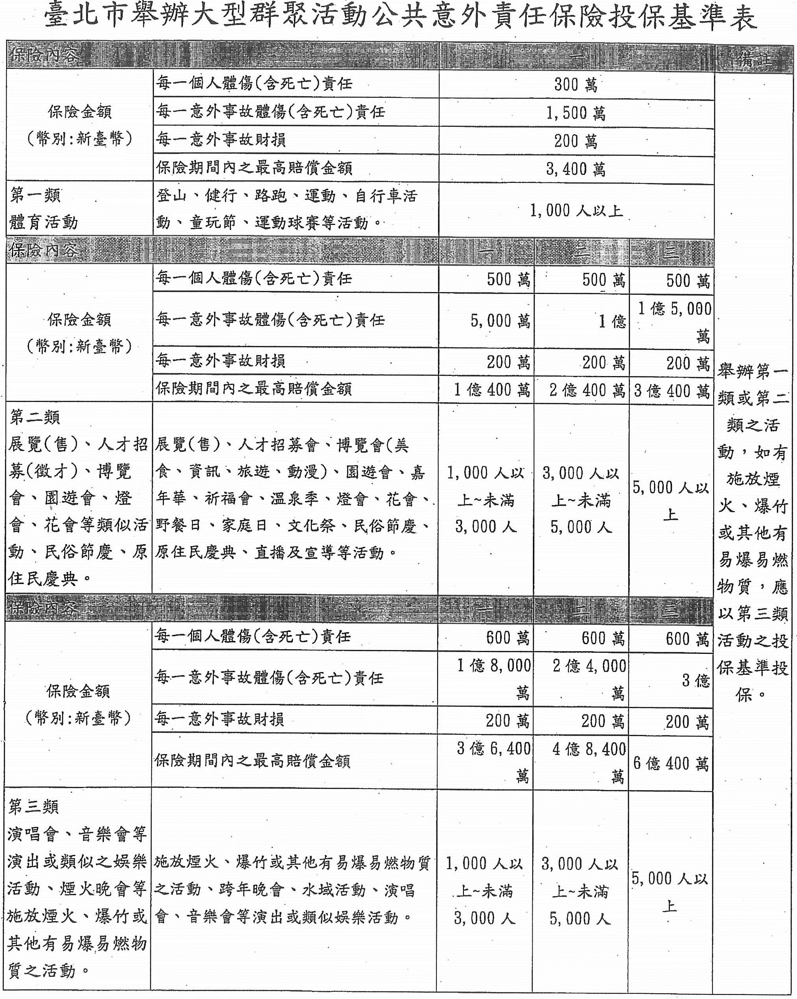 臺北市舉辦大型群聚活動公共意外責任保險投保基準表
保險內容 一 備註
保險金額
(幣別:新臺幣)
每一個人體傷(含死亡)責任 300 萬
每一意外事故體傷(含死亡)責任 1,500 萬
每一意外事故財損 200 萬
保險期間內之最高賠償金額 3,400 萬
第一類
體育活動
登山、健行、路跑、運動、自行車活
動、童玩節、運動球賽等活動。
1,000 人以上
保險內容 一 二 三
保險金額
(幣別:新臺幣)
每一個人體傷(含死亡)責任 500 萬 500 萬 500 萬
每一意外事故體傷(含死亡)責任 5,000 萬 1 億 1 億 5,000
萬
每一意外事故財損 200 萬 200 萬 200 萬
保險期間內之最高賠償金額 1 億 400 萬 2 億 400 萬 3 億 400 萬
第二類
展覽(售)、人才招
募(徵才)、博覽
會、園遊會、燈
會、花會等類似活
動、民俗節慶、原
住民慶典。
展覽(售)、人才招募會、博覽會(美
食、資訊、旅遊、動漫)、園遊會、嘉
年華、祈福會、溫泉季、燈會、花會、
野餐日、家庭日、文化祭、民俗節慶、
原住民慶典、直播及宣導等活動。
1,000 人以
上~未滿
3,000 人
3,000 人以
上~未滿
5,000 人
5,000 人以
上
保險內容 一 二 三
保險金額
(幣別:新臺幣)
每一個人體傷(含死亡)責任 600 萬 600 萬 600 萬
每一意外事故體傷(含死亡)責任 1 億 8,000
萬
2 億 4,000
萬
3 億
每一意外事故財損 200 萬 200 萬 200 萬
保險期間內之最高賠償金額 3 億 6,400
萬
4 億 8,400
萬
6 億 400 萬
第三類
演唱會、音樂會等
演出或類似之娛樂
活動、煙火晚會等
施放煙火、爆竹或
其他有易爆易燃物
質之活動。
施放煙火、爆竹或其他有易爆易燃物質
之活動、跨年晚會、水域活動、演唱
會、音樂會等演出或類似娛樂活動。
1,000 人以
上~未滿
3,000 人
3,000 人以
上~未滿
5,000 人
5,000 人以
上
舉辦第一
類或第二
類之活
動，如有
施放煙
火、爆竹
或其他有
易爆易燃
物質，應
以第三類
活動之投
保基準投
保。